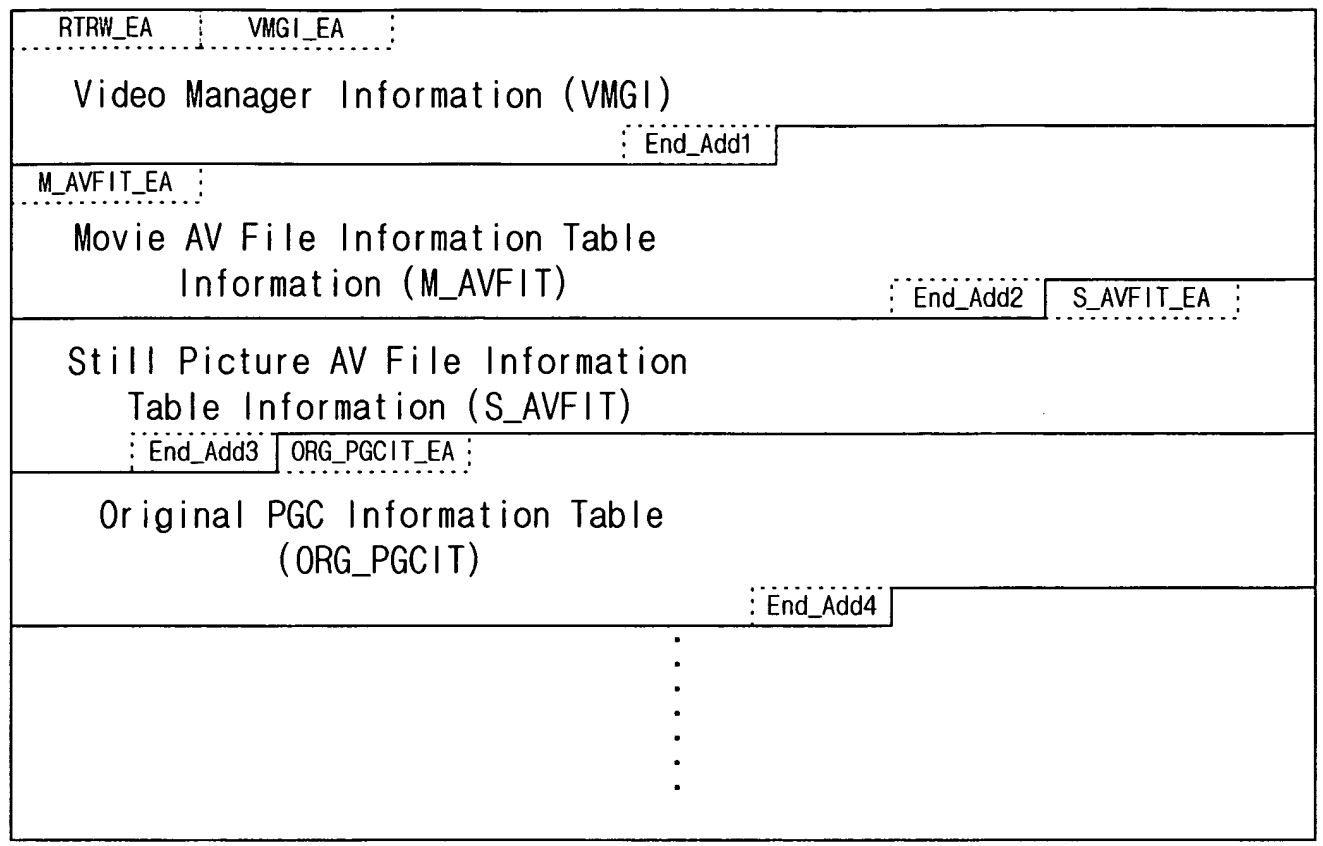 RTRW_EA VMGI_EA
Video Manager Information (VMGI)
End_Add1
M_AVFIT_EA
Movie AV File Information Table
Information (M_AVFIT)
End_Add2 S_AVFIT_EA
Still Picture AV File Information
Table Information (S_AVFIT)
End_Add3 ORG_PGCIT_EA
Original PGC Information Table
(ORG_PGCIT)
End_Add4